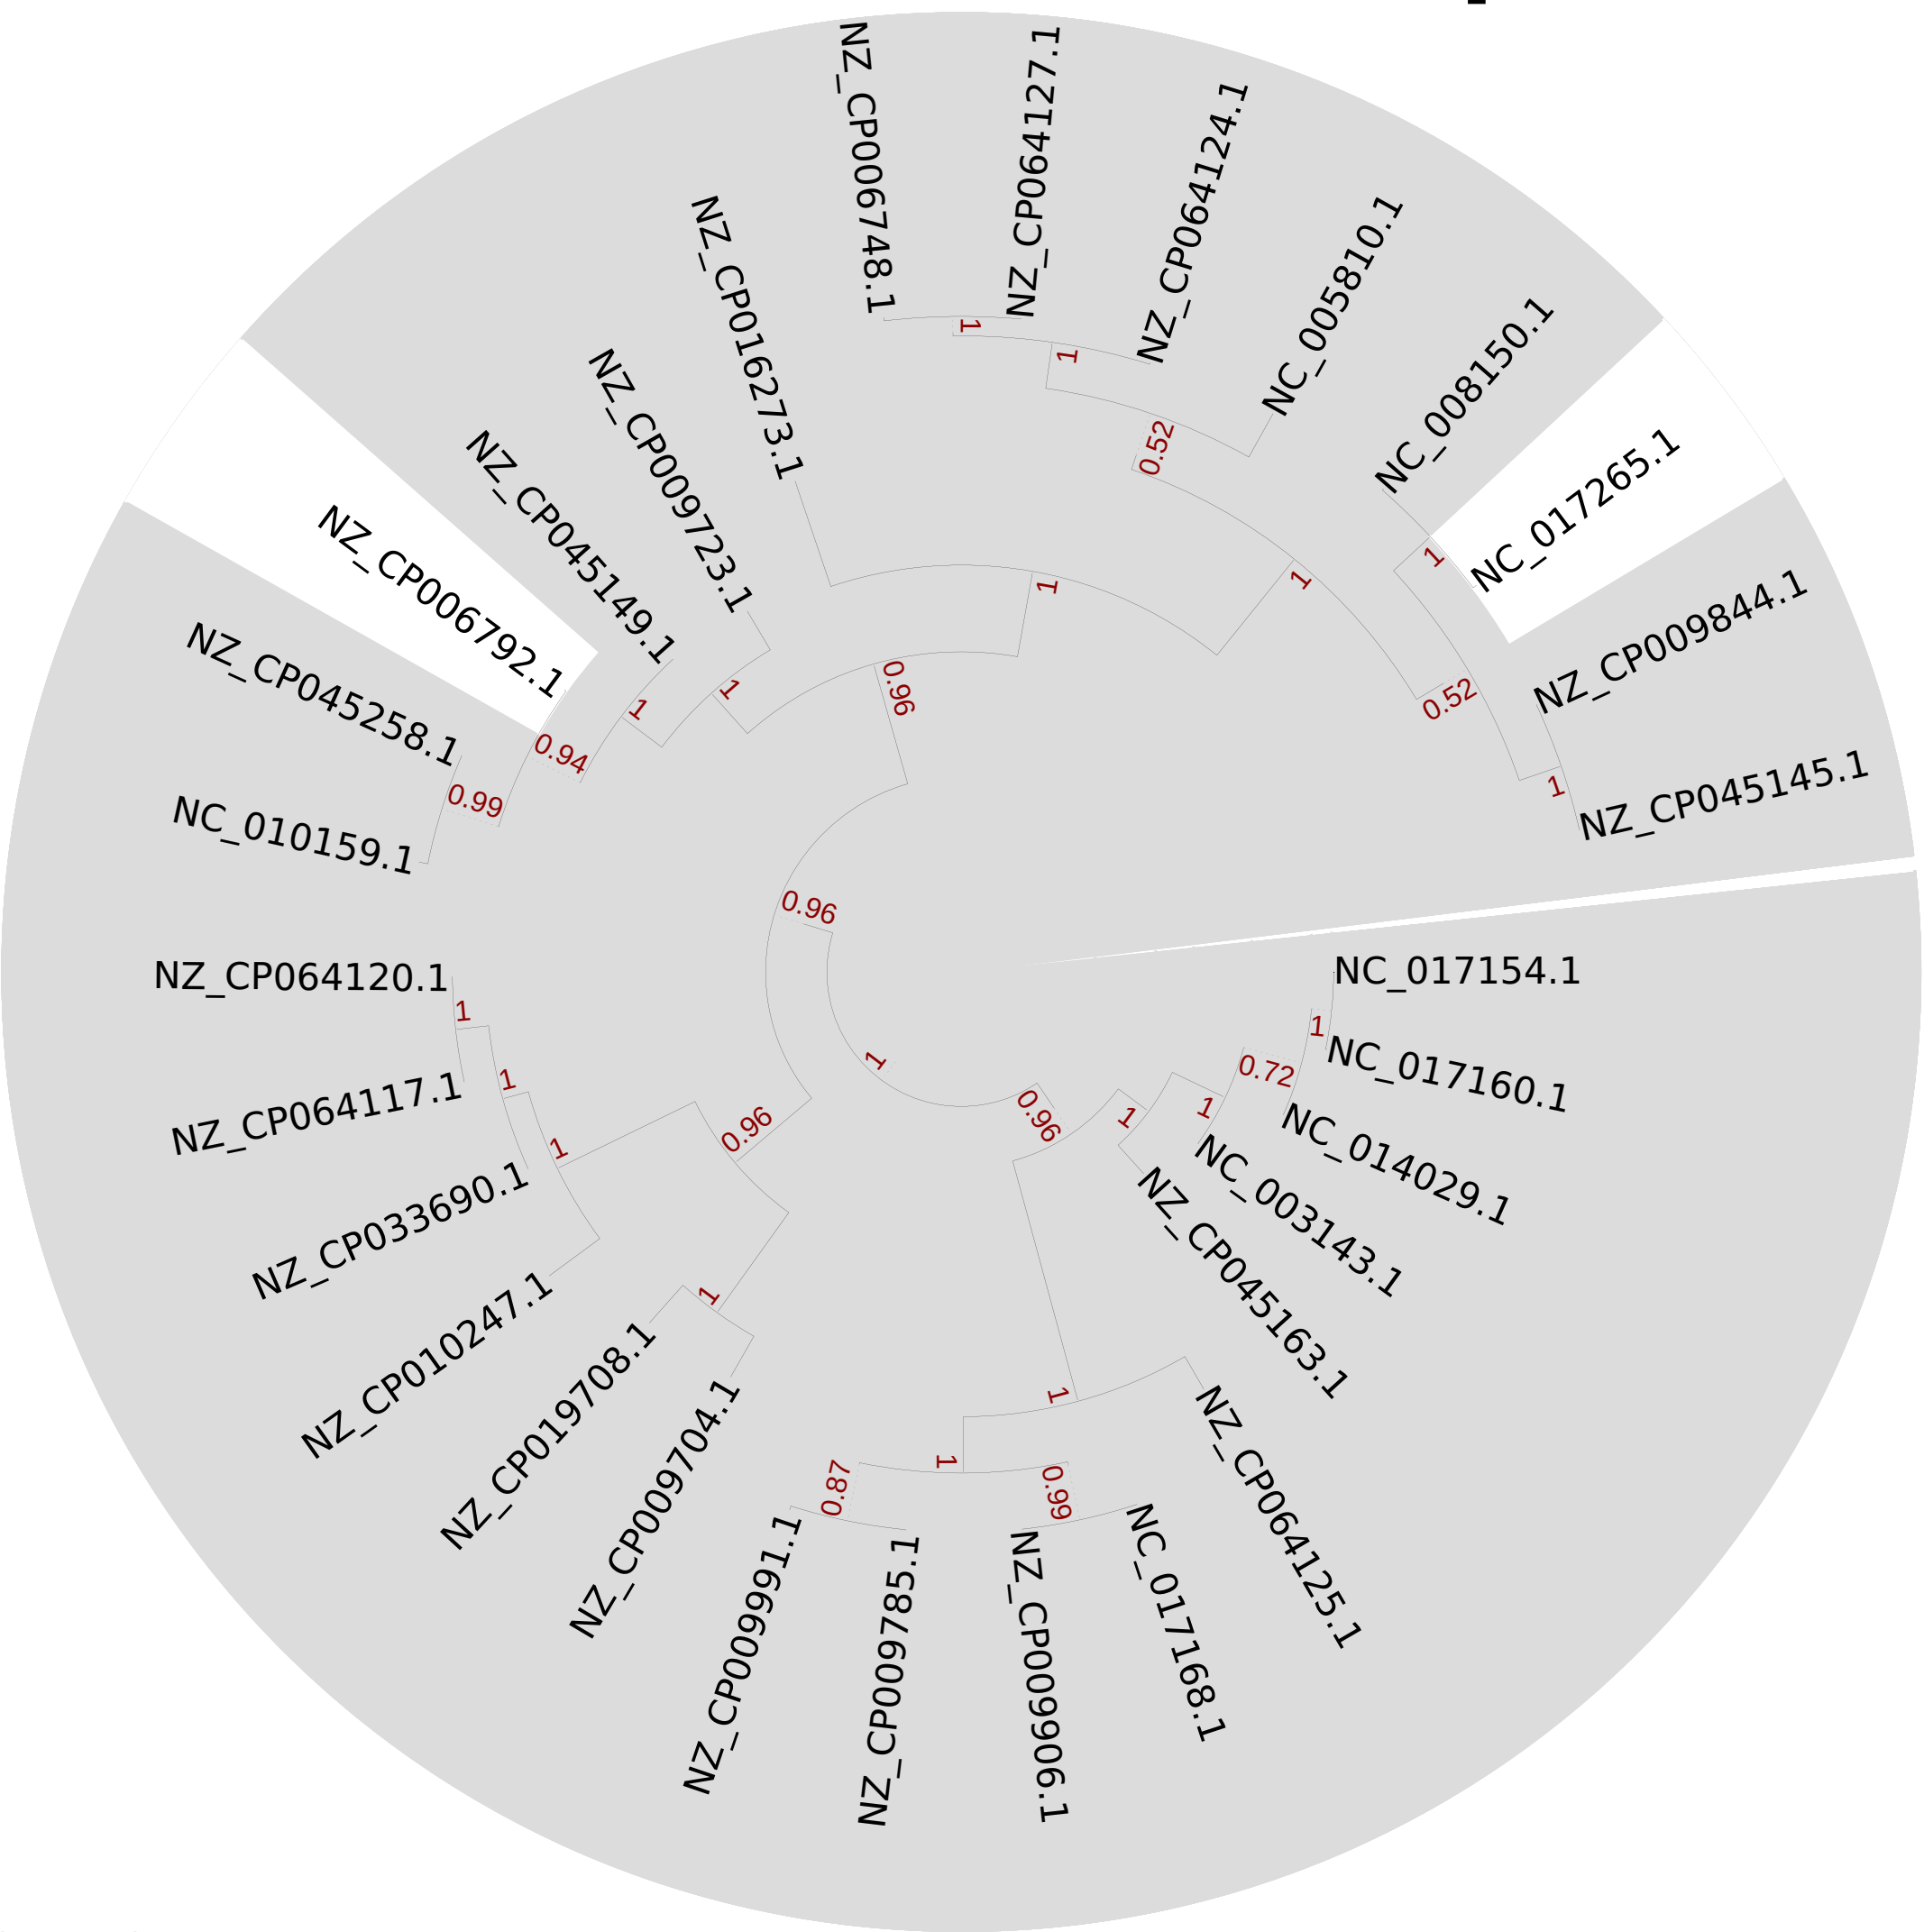 NZ_CP006748.1
NZ_CP064127.1
NZ_CP064124.1
NC_005810.1
NC_008150.1
NC_017265.1
NZ_CP009844.1
NZ_CP045145.1
NC_017154.1
NC_017160.1
NC_014029.1
NC_003143.1
NZ_CP045163.1
NZ_CP064125.1
NC_017168.1
NZ_CP009906.1
NZ_CP009785.1
NZ_CP009991.1
NZ_CP009704.1
NZ_CP019708.1
NZ_CP010247.1
NZ_CP033690.1
NZ_CP064117.1
NZ_CP064120.1
NC_010159.1
NZ_CP045258.1
NZ_CP006792.1
NZ_CP045149.1
NZ_CP009723.1
NZ_CP016273.1
1
1
0.52
1
1
0.52
1
1
0.96
1
1
0.94
0.99
0.96
1
0.96
1
1
1
1
0.96
1
1
0.72
1
1
1
0.87
0.99